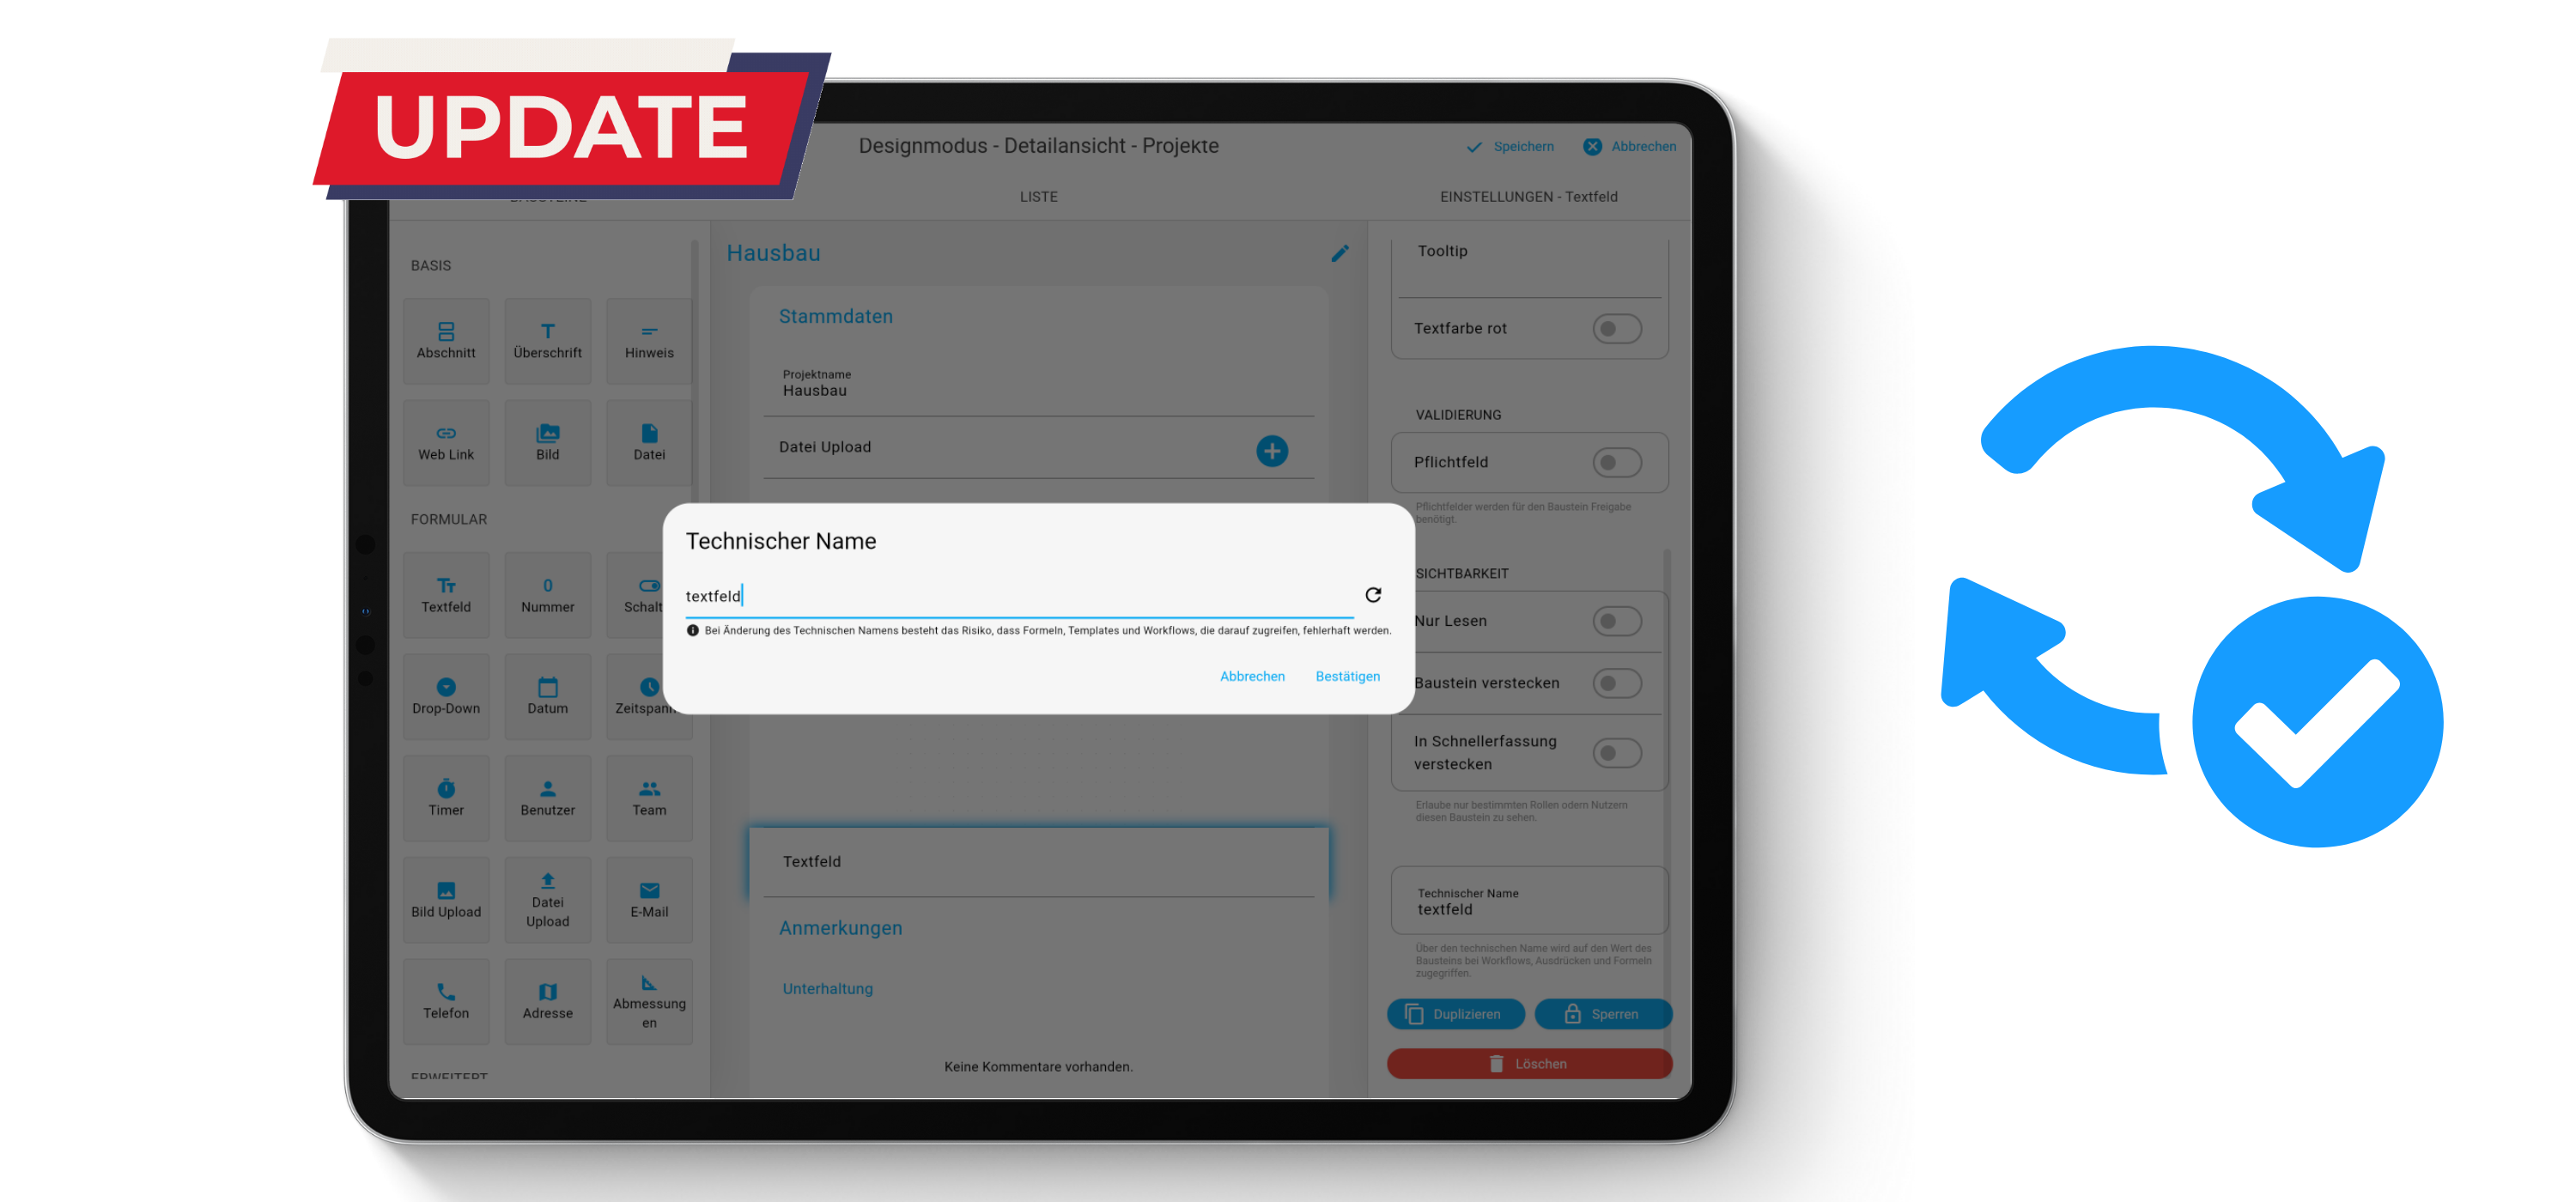 UPDATE
Designmodus - Detailansicht - Projekte
Speichern
Abbrechen
LISTE
EINSTELLUNGEN - Textfeld
BASIS
Abschnitt
Überschrift
Hinweis
Web Link
Bild
Datei
FORMULAR
Textfeld
0
Nummer
Schalt
Drop-Down
Datum
Zeitspann
Timer
Benutzer
Team
Bild Upload
Datei
Upload
E-Mail
Telefon
Adresse
Abmessung
en
ERWEITERT
Hausbau
Stammdaten
Projektname
Hausbau
Datei Upload
Technischer Name
textfeld
Bei Änderung des Technischen Namens besteht das Risiko, dass Formeln, Templates und Workflows, die darauf zugreifen, fehlerhaft werden.
Abbrechen
Bestätigen
Textfeld
Anmerkungen
Unterhaltung
Keine Kommentare vorhanden.
Tooltip
Textfarbe rot
VALIDIERUNG
Pflichtfeld
Pflichtfelder werden für den Baustein Freigabe
benötigt.
SICHTBARKEIT
Nur Lesen
Baustein verstecken
In Schnellerfassung
verstecken
Erlaube nur bestimmten Rollen odern Nutzern
diesen Baustein zu sehen.
Technischer Name
textfeld
Über den technischen Name wird auf den Wert des
Bausteins bei Workflows, Ausdrücken und Formeln
zugegriffen.
Duplizieren
Sperren
Löschen